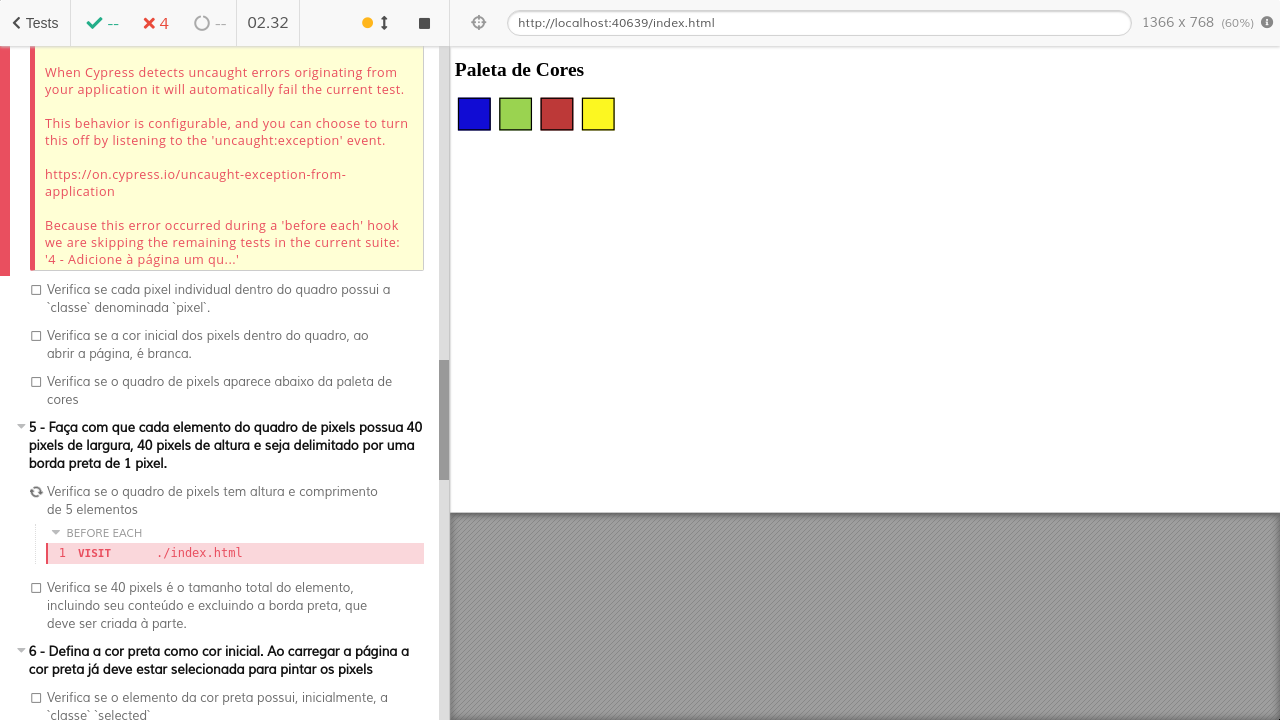 Tests
--
4
--
02.32
http://localhost:40639/index.html
1366 x 768 (60%)
When Cypress detects uncaught errors originating from
your application it will automatically fail the current test.
This behavior is configurable, and you can choose to turn
this off by listening to the 'uncaught:exception' event.
https://on.cypress.io/uncaught-exception-from-
application
Because this error occurred during a 'before each' hook
we are skipping the remaining tests in the current suite:
'4 - Adicione à página um qu...'
Verifica se cada pixel individual dentro do quadro possui a
`classe` denominada `pixel`.
Verifica se a cor inicial dos pixels dentro do quadro, ao
abrir a página, é branca.
Verifica se o quadro de pixels aparece abaixo da paleta de
cores
5 - Faça com que cada elemento do quadro de pixels possua 40
pixels de largura, 40 pixels de altura e seja delimitado por uma
borda preta de 1 pixel.
Verifica se o quadro de pixels tem altura e comprimento
de 5 elementos
BEFORE EACH
1 VISIT ./index.html
Verifica se 40 pixels é o tamanho total do elemento,
incluindo seu conteúdo e excluindo a borda preta, que
deve ser criada à parte.
6 - Defina a cor preta como cor inicial. Ao carregar a página a
cor preta já deve estar selecionada para pintar os pixels
Verifica se o elemento da cor preta possui, inicialmente, a
`classe` `selected`
Paleta de Cores